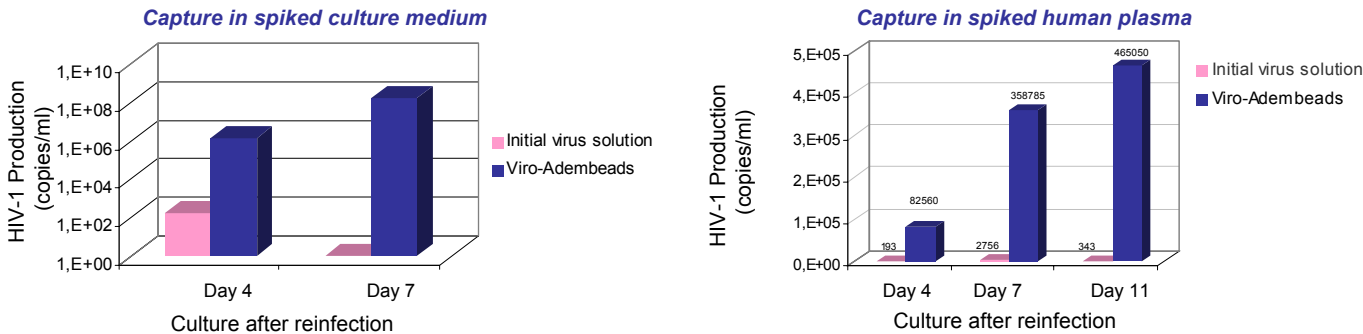 Capture in spiked culture medium
HIV-1 Production
(copies/ml)
1,E+10
1,E+08
1,E+06
1,E+04
1,E+02
1,E+00
Day 4
Day 7
Culture after reinfection
Initial virus solution
Viro-Adembeads
Capture in spiked human plasma
HIV-1 Production
(copies/ml)
5,E+05
4,E+05
3,E+05
2,E+05
1,E+05
0,E+00
193
82560
2756
358785
343
465050
Day 4
Day 7
Day 11
Culture after reinfection
Initial virus solution
Viro-Adembeads